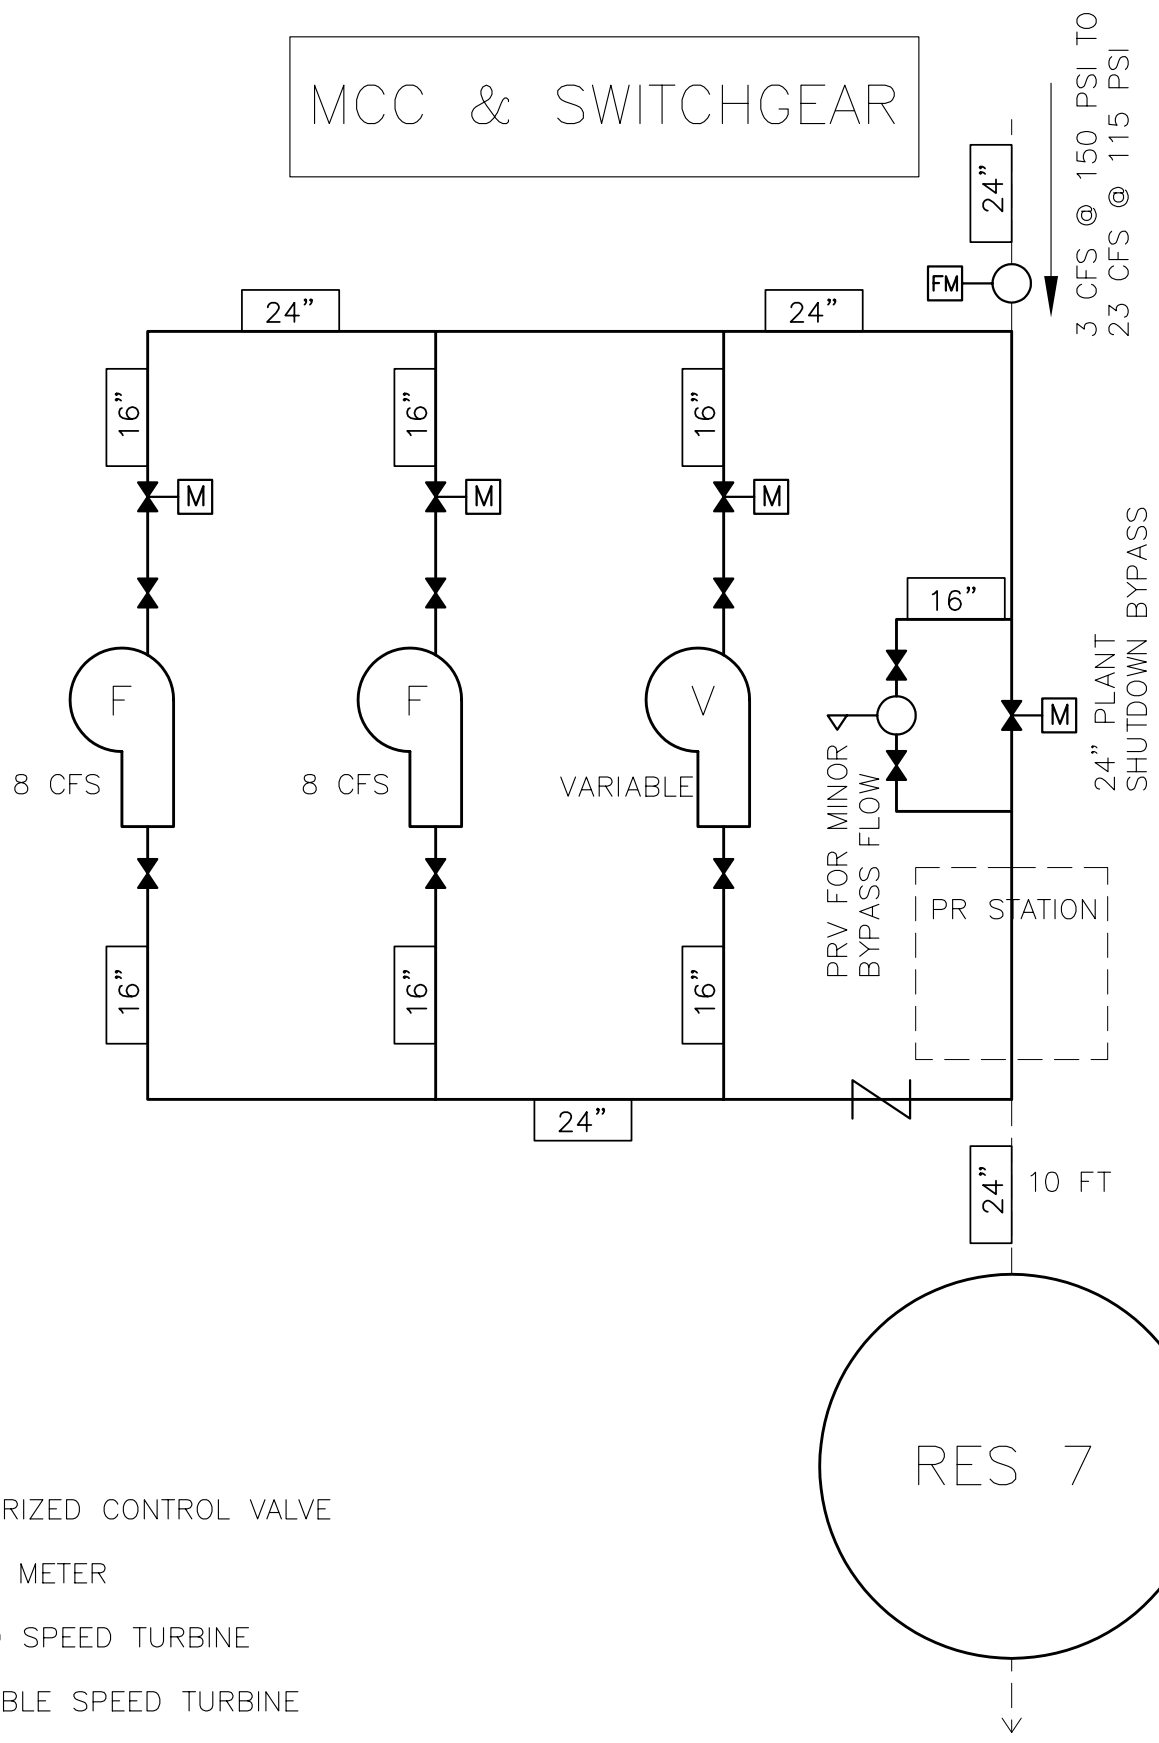 MCC & SWITCHGEAR
3 CFS @ 150 PSI TO
23 CFS @ 115 PSI
24”
FM
24”
24”
16”
16”
16”
M
M
M
16”
24” PLANT
SHUTDOWN BYPASS
F
F
V
M
8 CFS
8 CFS
VARIABLE
PRV FOR MINOR
BYPASS FLOW
PR STATION
16”
16”
16”
24”
24”
10 FT
RES 7
RIZED CONTROL VALVE
METER
SPEED TURBINE
BLE SPEED TURBINE